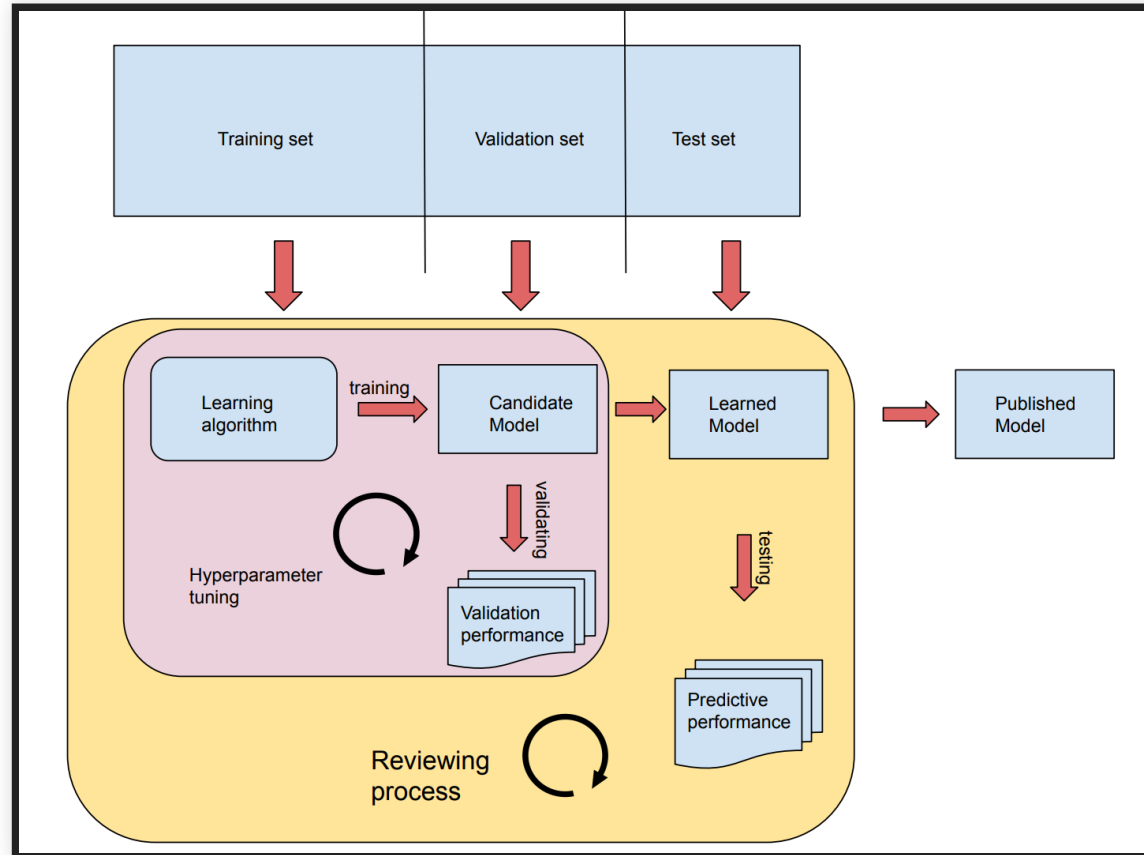 Training set
Validation set
Test set
Learning
algorithm
training
Candidate
Model
Learned
Model
Published
Model
validating
testing
Hyperparameter
tuning
Validation
performance
Predictive
performance
Reviewing
process